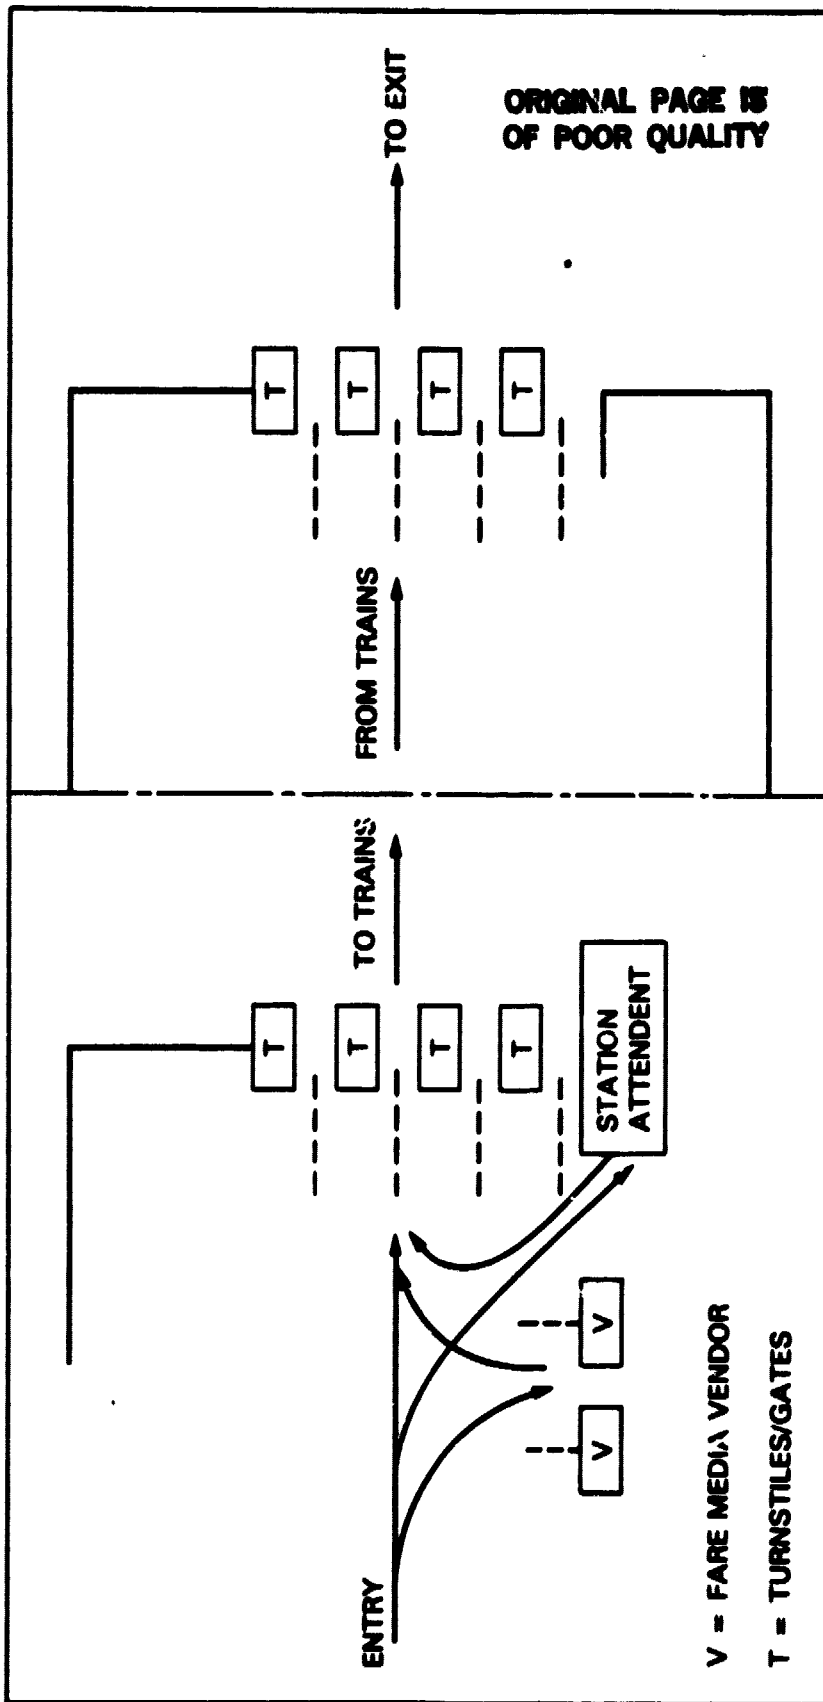 ORIGINAL PAGE IS
OF POOR QUALITY
ENTRY
TO TRAINS
FROM TRAINS
TO EXIT
T
T
T
T
T
T
T
T
V
V
STATION
ATTENDENT
V = FARE MEDIA VENDOR
T = TURNSTILES/GATES